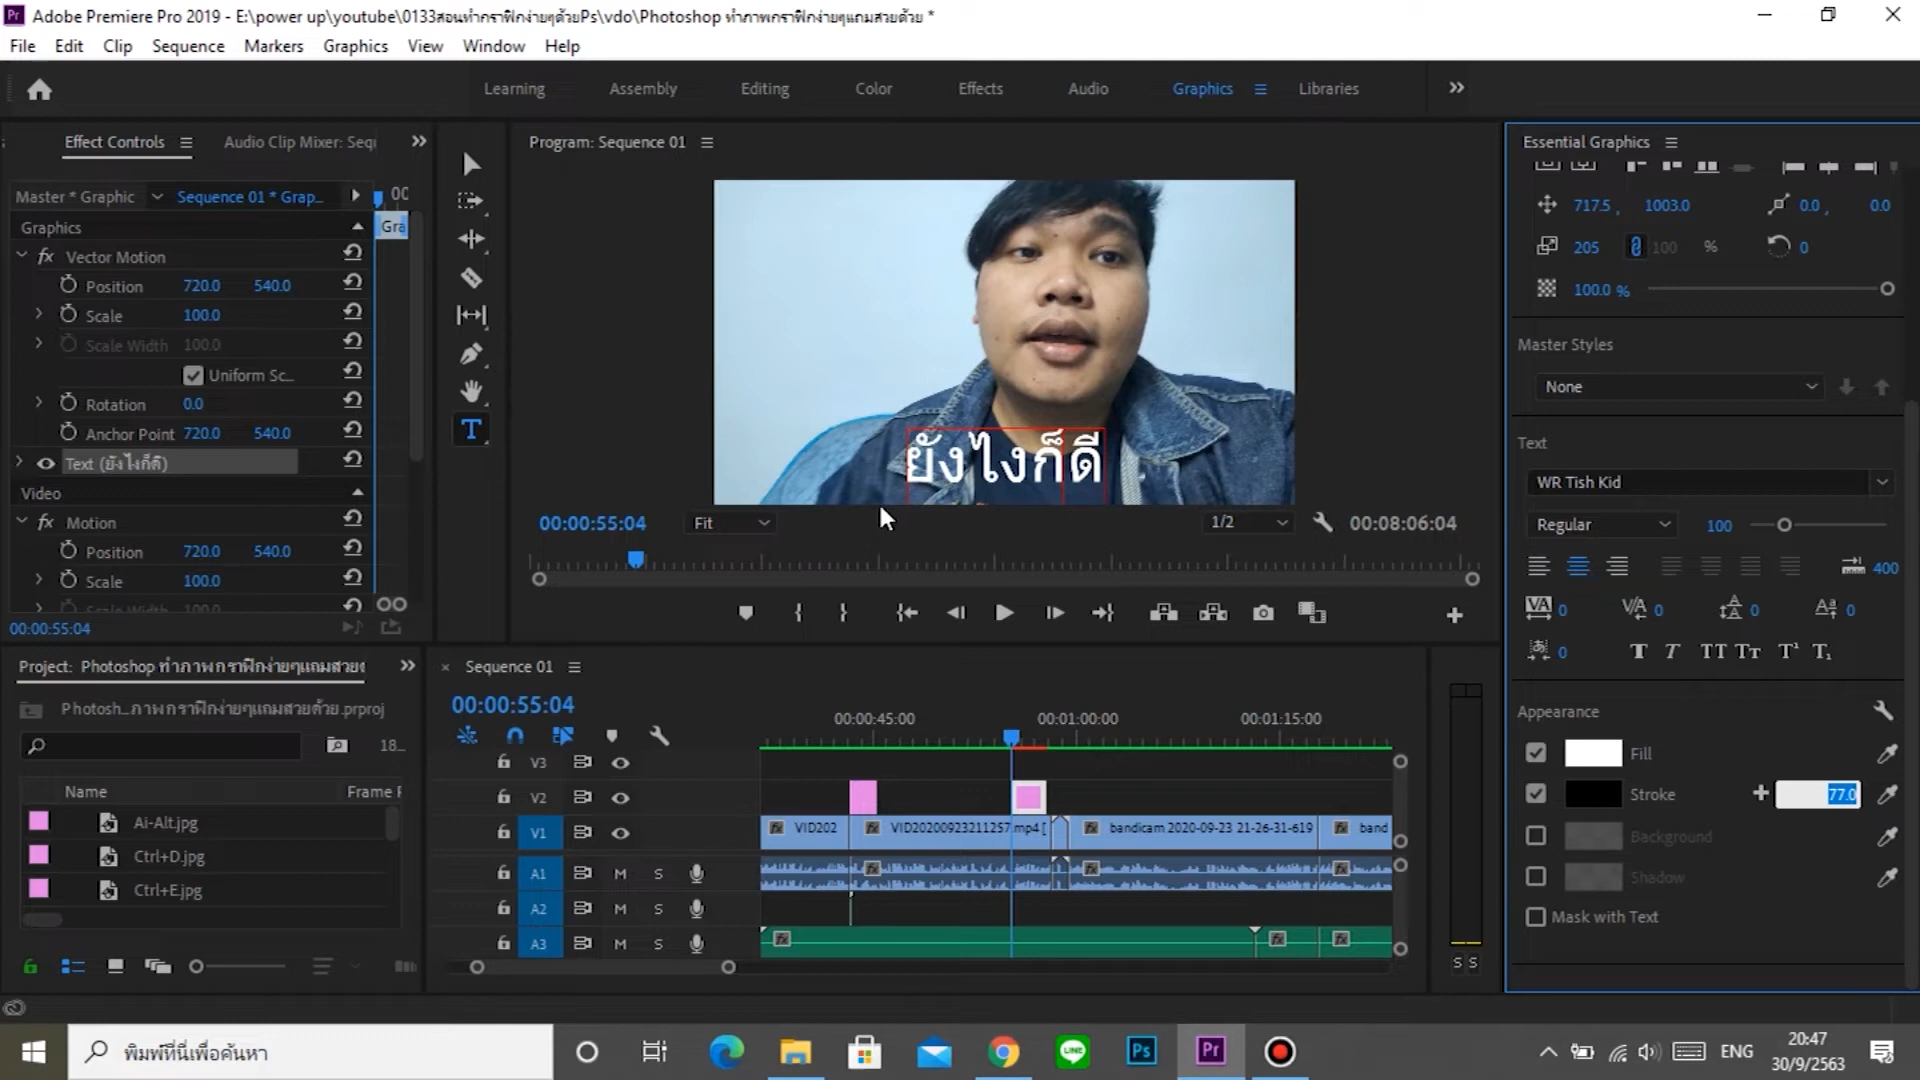 Adobe Premiere Pro 2019 - E:\power up\youtube\0133สอนทำกราฟิกง่ายๆด้วยPs\vdo\Photoshop ทำภาพกราฟิกง่ายๆแถมสวยด้วย *
File Edit Clip Sequence Markers Graphics View Window Help
Learning Assembly Editing Color Effects Audio Graphics Libraries
Effect Controls Audio Clip Mixer: Sequ
Program: Sequence 01
Essential Graphics
Master * Graphic Sequence 01 * Grap...
Graphics
Gra
Vector Motion
Position 720.0 540.0
Scale 100.0
Scale Width 100.0
Uniform Sc...
Rotation 0.0
Anchor Point 720.0 540.0
Text (ยังไงก็ดี)
Video
Motion
Position 720.0 540.0
Scale 100.0
Scale Width 100.0
00:00:55:04
ยังไงก็ดี
00:00:55:04 Fit 1/2 00:08:06:04
717.5 , 1003.0 0.0 , 0.0
205 100 % 0
100.0 %
Master Styles
None
Text
WR Tish Kid
Regular 100
400
0 0 0 0
0
Appearance
Fill
Stroke 77.0
Background
Shadow
Mask with Text
Project: Photoshop ทำภาพกราฟิกง่ายๆแถมสวย
Photosh...ภาพกราฟิกง่ายๆแถมสวยด้วย.prproj
18...
Name Frame R
Ai-Alt.jpg
Ctrl+D.jpg
Ctrl+E.jpg
Sequence 01
00:00:55:04
00:00:45:00 00:01:00:00 00:01:15:00
V3
V2
V1 VID202 VID20200923211257.mp4 [ bandicam 2020-09-23 21-26-31-619 band
A1 M S
A2 M S
A3 M S
S S
พิมพ์ที่นี่เพื่อค้นหา
Ps Pr LINE
ENG
20:47
30/9/2563